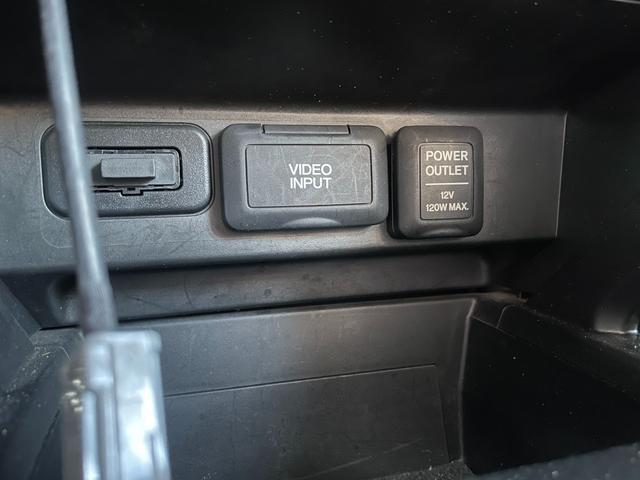 VIDEO
INPUT
POWER
OUTLET
12V
120W MAX.